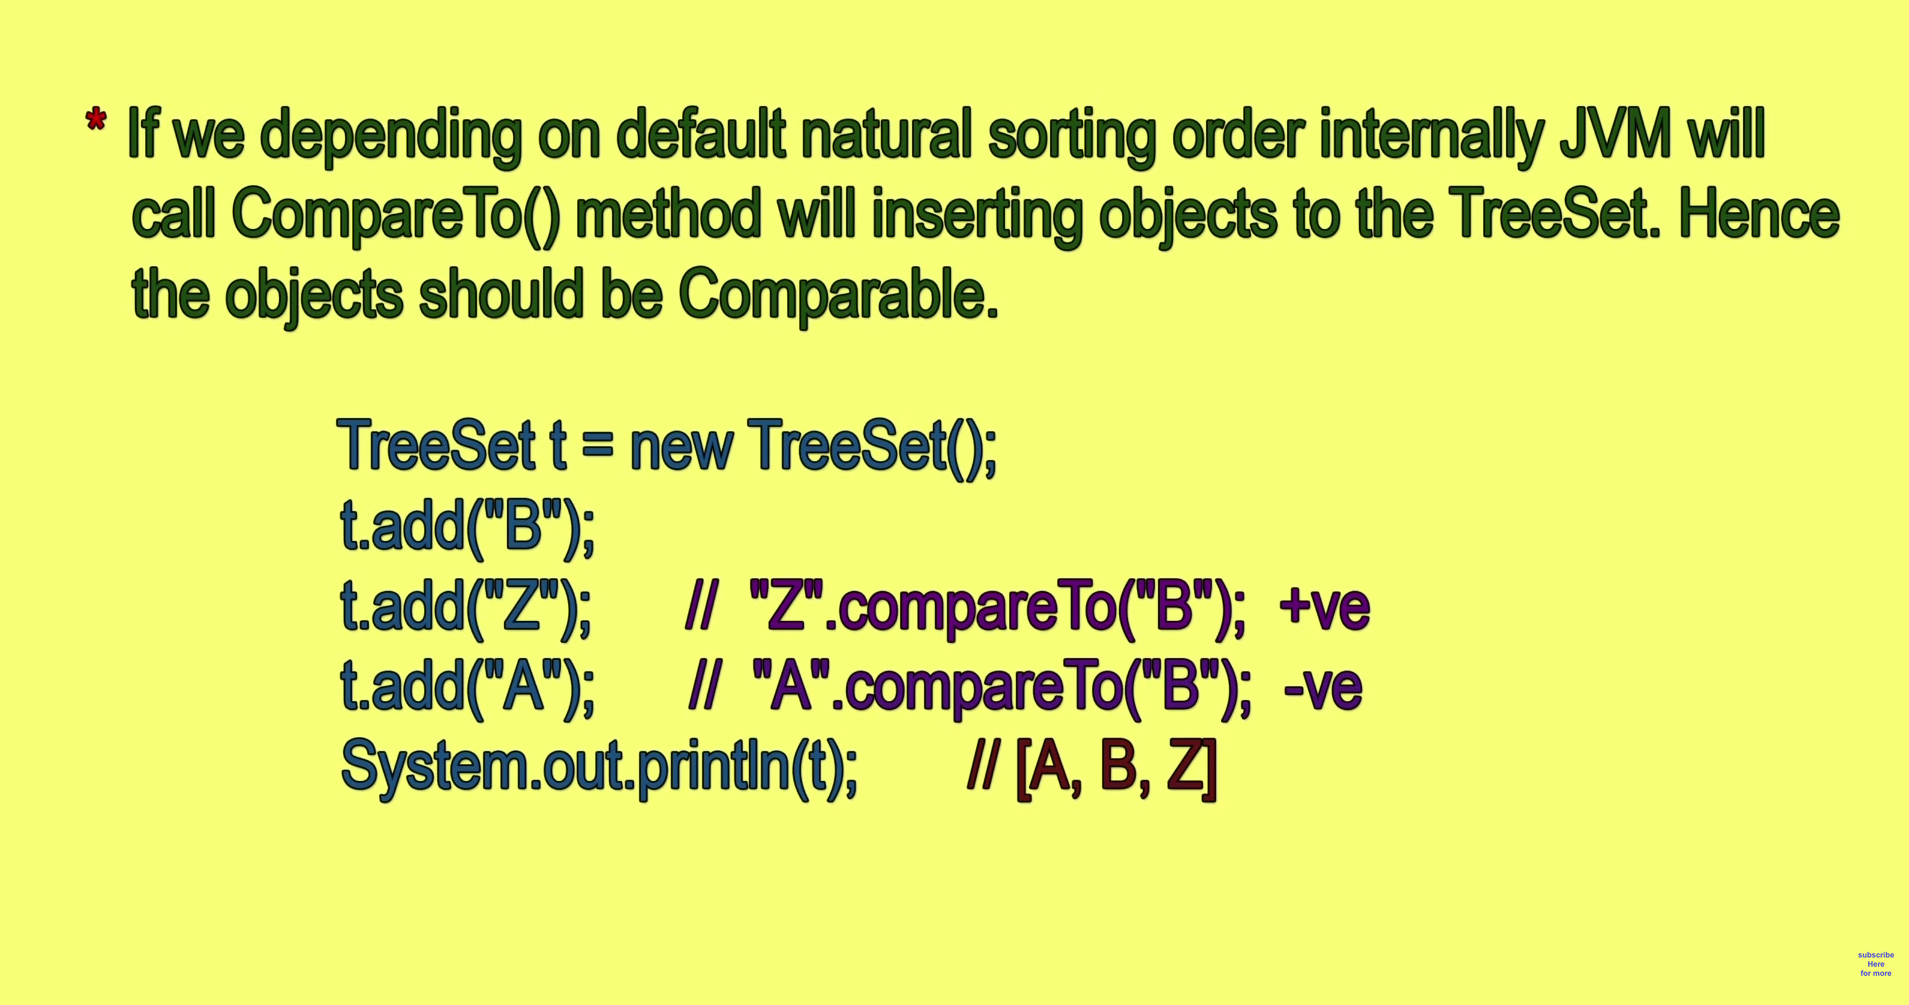 * If we depending on default natural sorting order internally JVM will
call CompareTo() method will inserting objects to the TreeSet. Hence
the objects should be Comparable.
TreeSet t = new TreeSet();
t.add("B");
t.add("Z"); // "Z".compareTo("B"); +ve
t.add("A"); // "A".compareTo("B"); -ve
System.out.println(t); // [A, B, Z]
subscribe
Here
for more